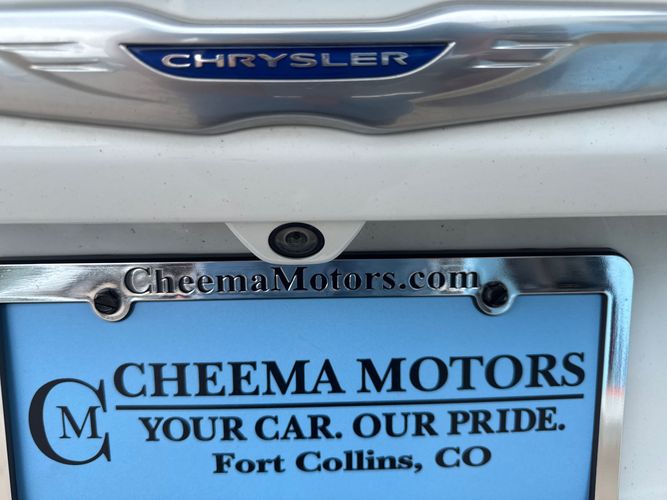 CHRYSLER
CheemaMotors.com
CM
CHEEMA MOTORS
YOUR CAR. OUR PRIDE.
Fort Collins, CO